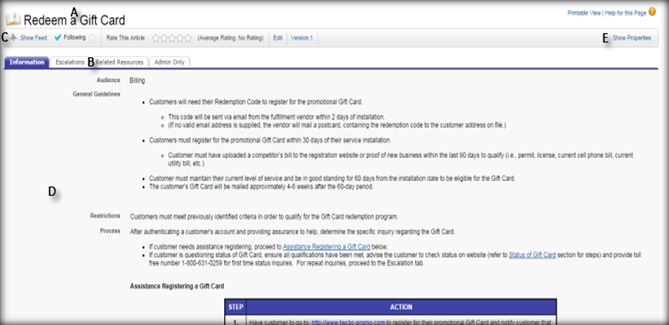 A
Redeem a Gift Card
Printable View | Help for this Page
C Show Feed Following Rate This Article (Average Rating: No Rating) Edit Version 1 E Show Properties
Information Escalations B Related Resources Admin Only
Audience Billing
General Guidelines
• Customers will need their Redemption Code to register for the promotional Gift Card.
This code will be sent via email from the fulfillment vendor within 2 days of installation.
(If no valid email address is supplied, the vendor will mail a postcard, containing the redemption code to the customer address on file.)
• Customers must register for the promotional Gift Card within 30 days of their service installation.
Customer must have uploaded a competitor's bill to the registration website or proof of new business within the last 90 days to qualify (i.e., permit, license, current cell phone bill, current
utility bill, etc.).
• Customer must maintain their current level of service and be in good standing for 60 days from the installation date to be eligible for the Gift Card.
• The customer's Gift Card will be mailed approximately 4-6 weeks after the 60-day period.
D
Restrictions Customers must meet previously identified criteria in order to qualify for the Gift Card redemption program.
Process After authenticating a customer's account and providing assurance to help, determine the specific inquiry regarding the Gift Card.
• If customer needs assistance registering, proceed to Assistance Registering a Gift Card below.
• If customer is questioning status of Gift Card, ensure all qualifications have been met, advise the customer to check status on website (refer to Status of Gift Card section for steps) and provide toll
free number 1-800-631-0259 for first time status inquiries. For repeat inquiries, proceed to the Escalation tab.
Assistance Registering a Gift Card
STEP ACTION
1. Have customer to go to http://www.twcbc-promo.com to register for their promotional Gift Card and notify customer that